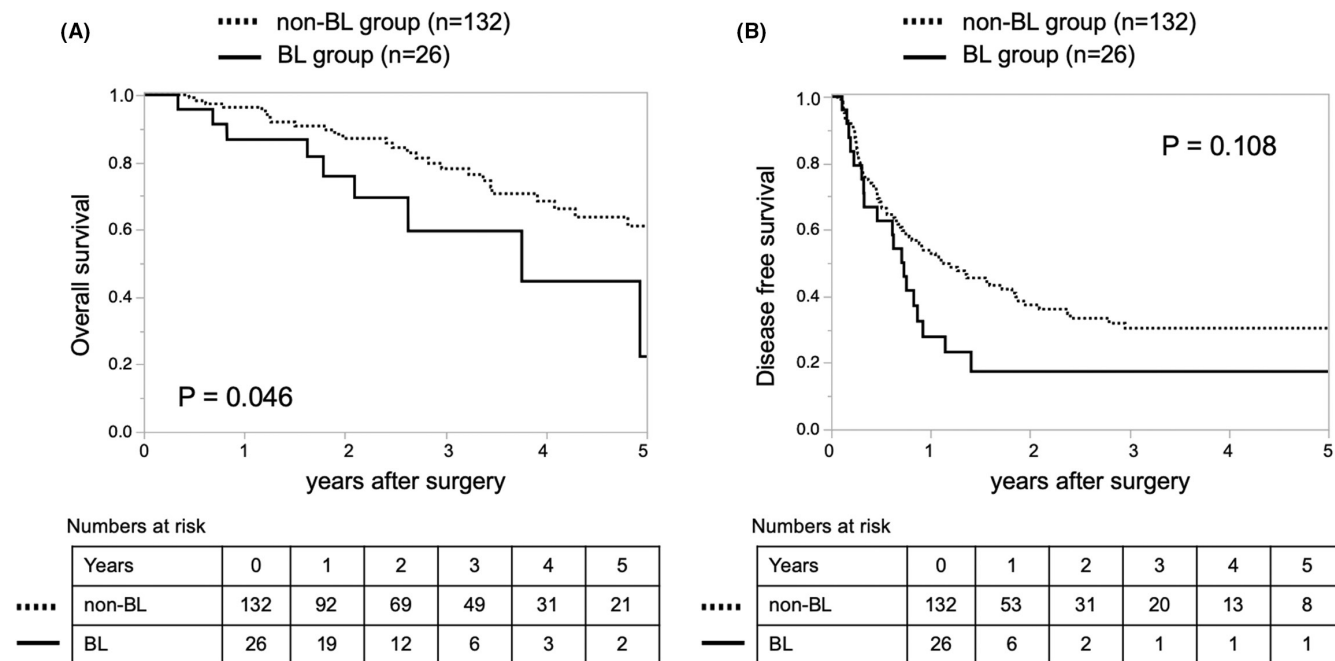 (A)
non-BL group (n=132)
BL group (n=26)
Overall survival
1.0
0.8
0.6
0.4
0.2
0.0
P = 0.046
0 1 2 3 4 5
years after surgery
Numbers at risk
Years 0 1 2 3 4 5
non-BL 132 92 69 49 31 21
BL 26 19 12 6 3 2
(B)
non-BL group (n=132)
BL group (n=26)
Disease free survival
1.0
0.8
0.6
0.4
0.2
0.0
P = 0.108
0 1 2 3 4 5
years after surgery
Numbers at risk
Years 0 1 2 3 4 5
non-BL 132 53 31 20 13 8
BL 26 6 2 1 1 1